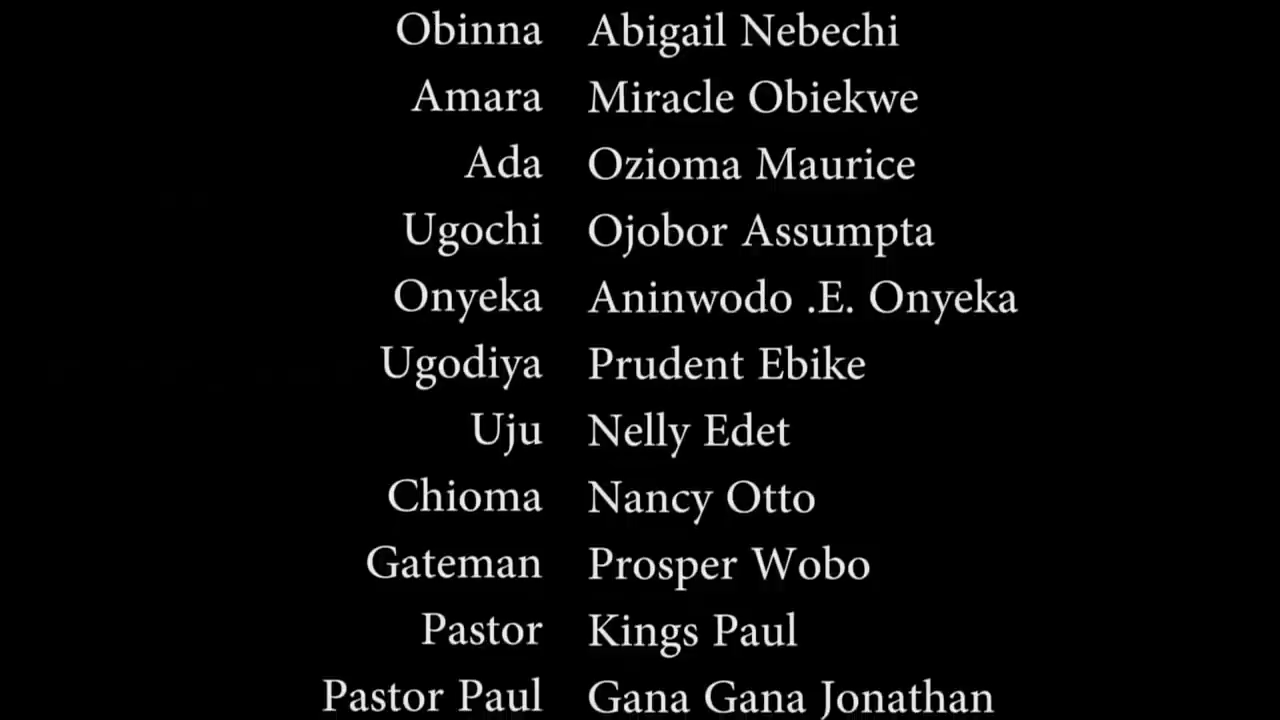 Obinna Abigail Nebechi
Amara Miracle Obiekwe
Ada Ozioma Maurice
Ugochi Ojobor Assumpta
Onyeka Aninwodo .E. Onyeka
Ugodiya Prudent Ebike
Uju Nelly Edet
Chioma Nancy Otto
Gateman Prosper Wobo
Pastor Kings Paul
Pastor Paul Gana Gana Jonathan